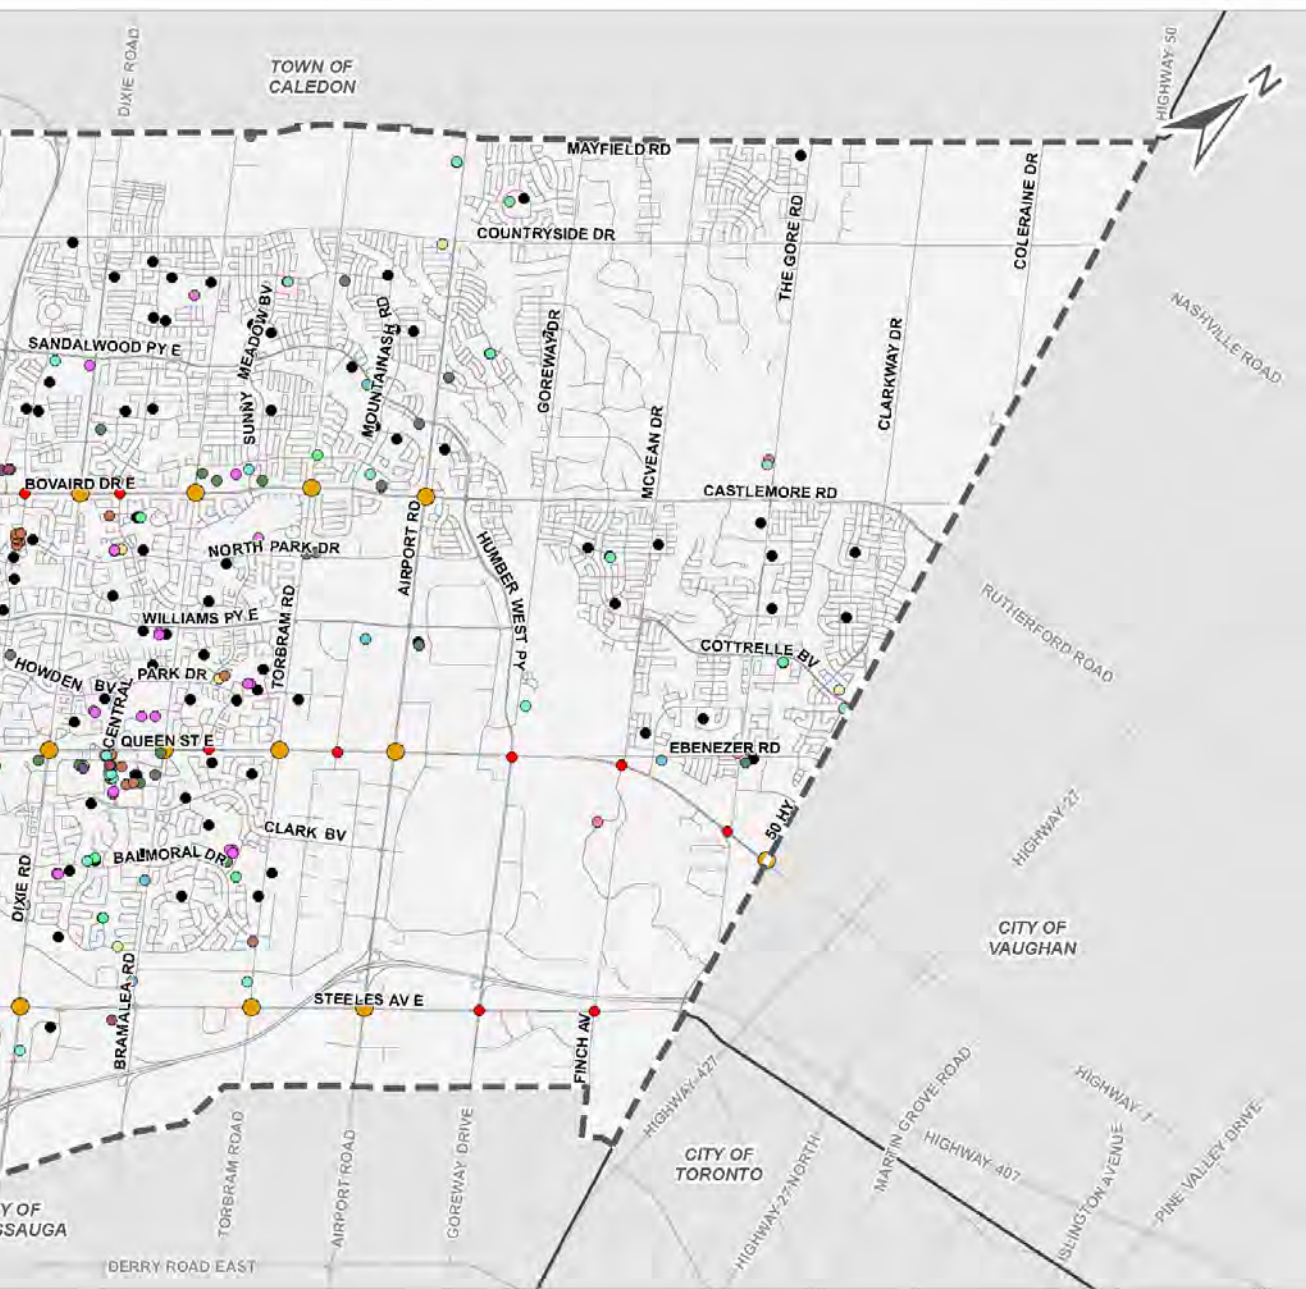 HIGHWAY 50
DIXIE ROAD
TOWN OF
CALEDON
N
MAYFIELD RD
COUNTRYSIDE DR
COLERAINE DR
THE GORE RD
NASHVILLE ROAD
SANDALWOOD PY E
SUNNY MEADOW BV
MOUNTAINASH RD
GOREWAY DR
CLARKWAY DR
MCVEAN DR
BOVAIRD DR E
CASTLEMORE RD
AIRPORT RD
NORTH PARK DR
HUMBER WEST PY
WILLIAMS PY E
TORBRAM RD
RUTHERFORD ROAD
HOWDEN BV
PARK DR
CENTRAL
COTTRELLE BV
QUEEN ST E
EBENEZER RD
50 HY
HIGHWAY 27
CLARK BV
BALMORAL DR
DIXIE RD
CITY OF
VAUGHAN
BRAMALEA RD
STEELES AV E
FINCH AV
HIGHWAY 427
CITY OF
TORONTO
HIGHWAY 27 NORTH
MARTIN GROVE ROAD
HIGHWAY 7
HIGHWAY 407
ISLINGTON AVENUE
PINE VALLEY DRIVE
Y OF
SSAUGA
TORBRAM ROAD
AIRPORT ROAD
GOREWAY DRIVE
DERRY ROAD EAST